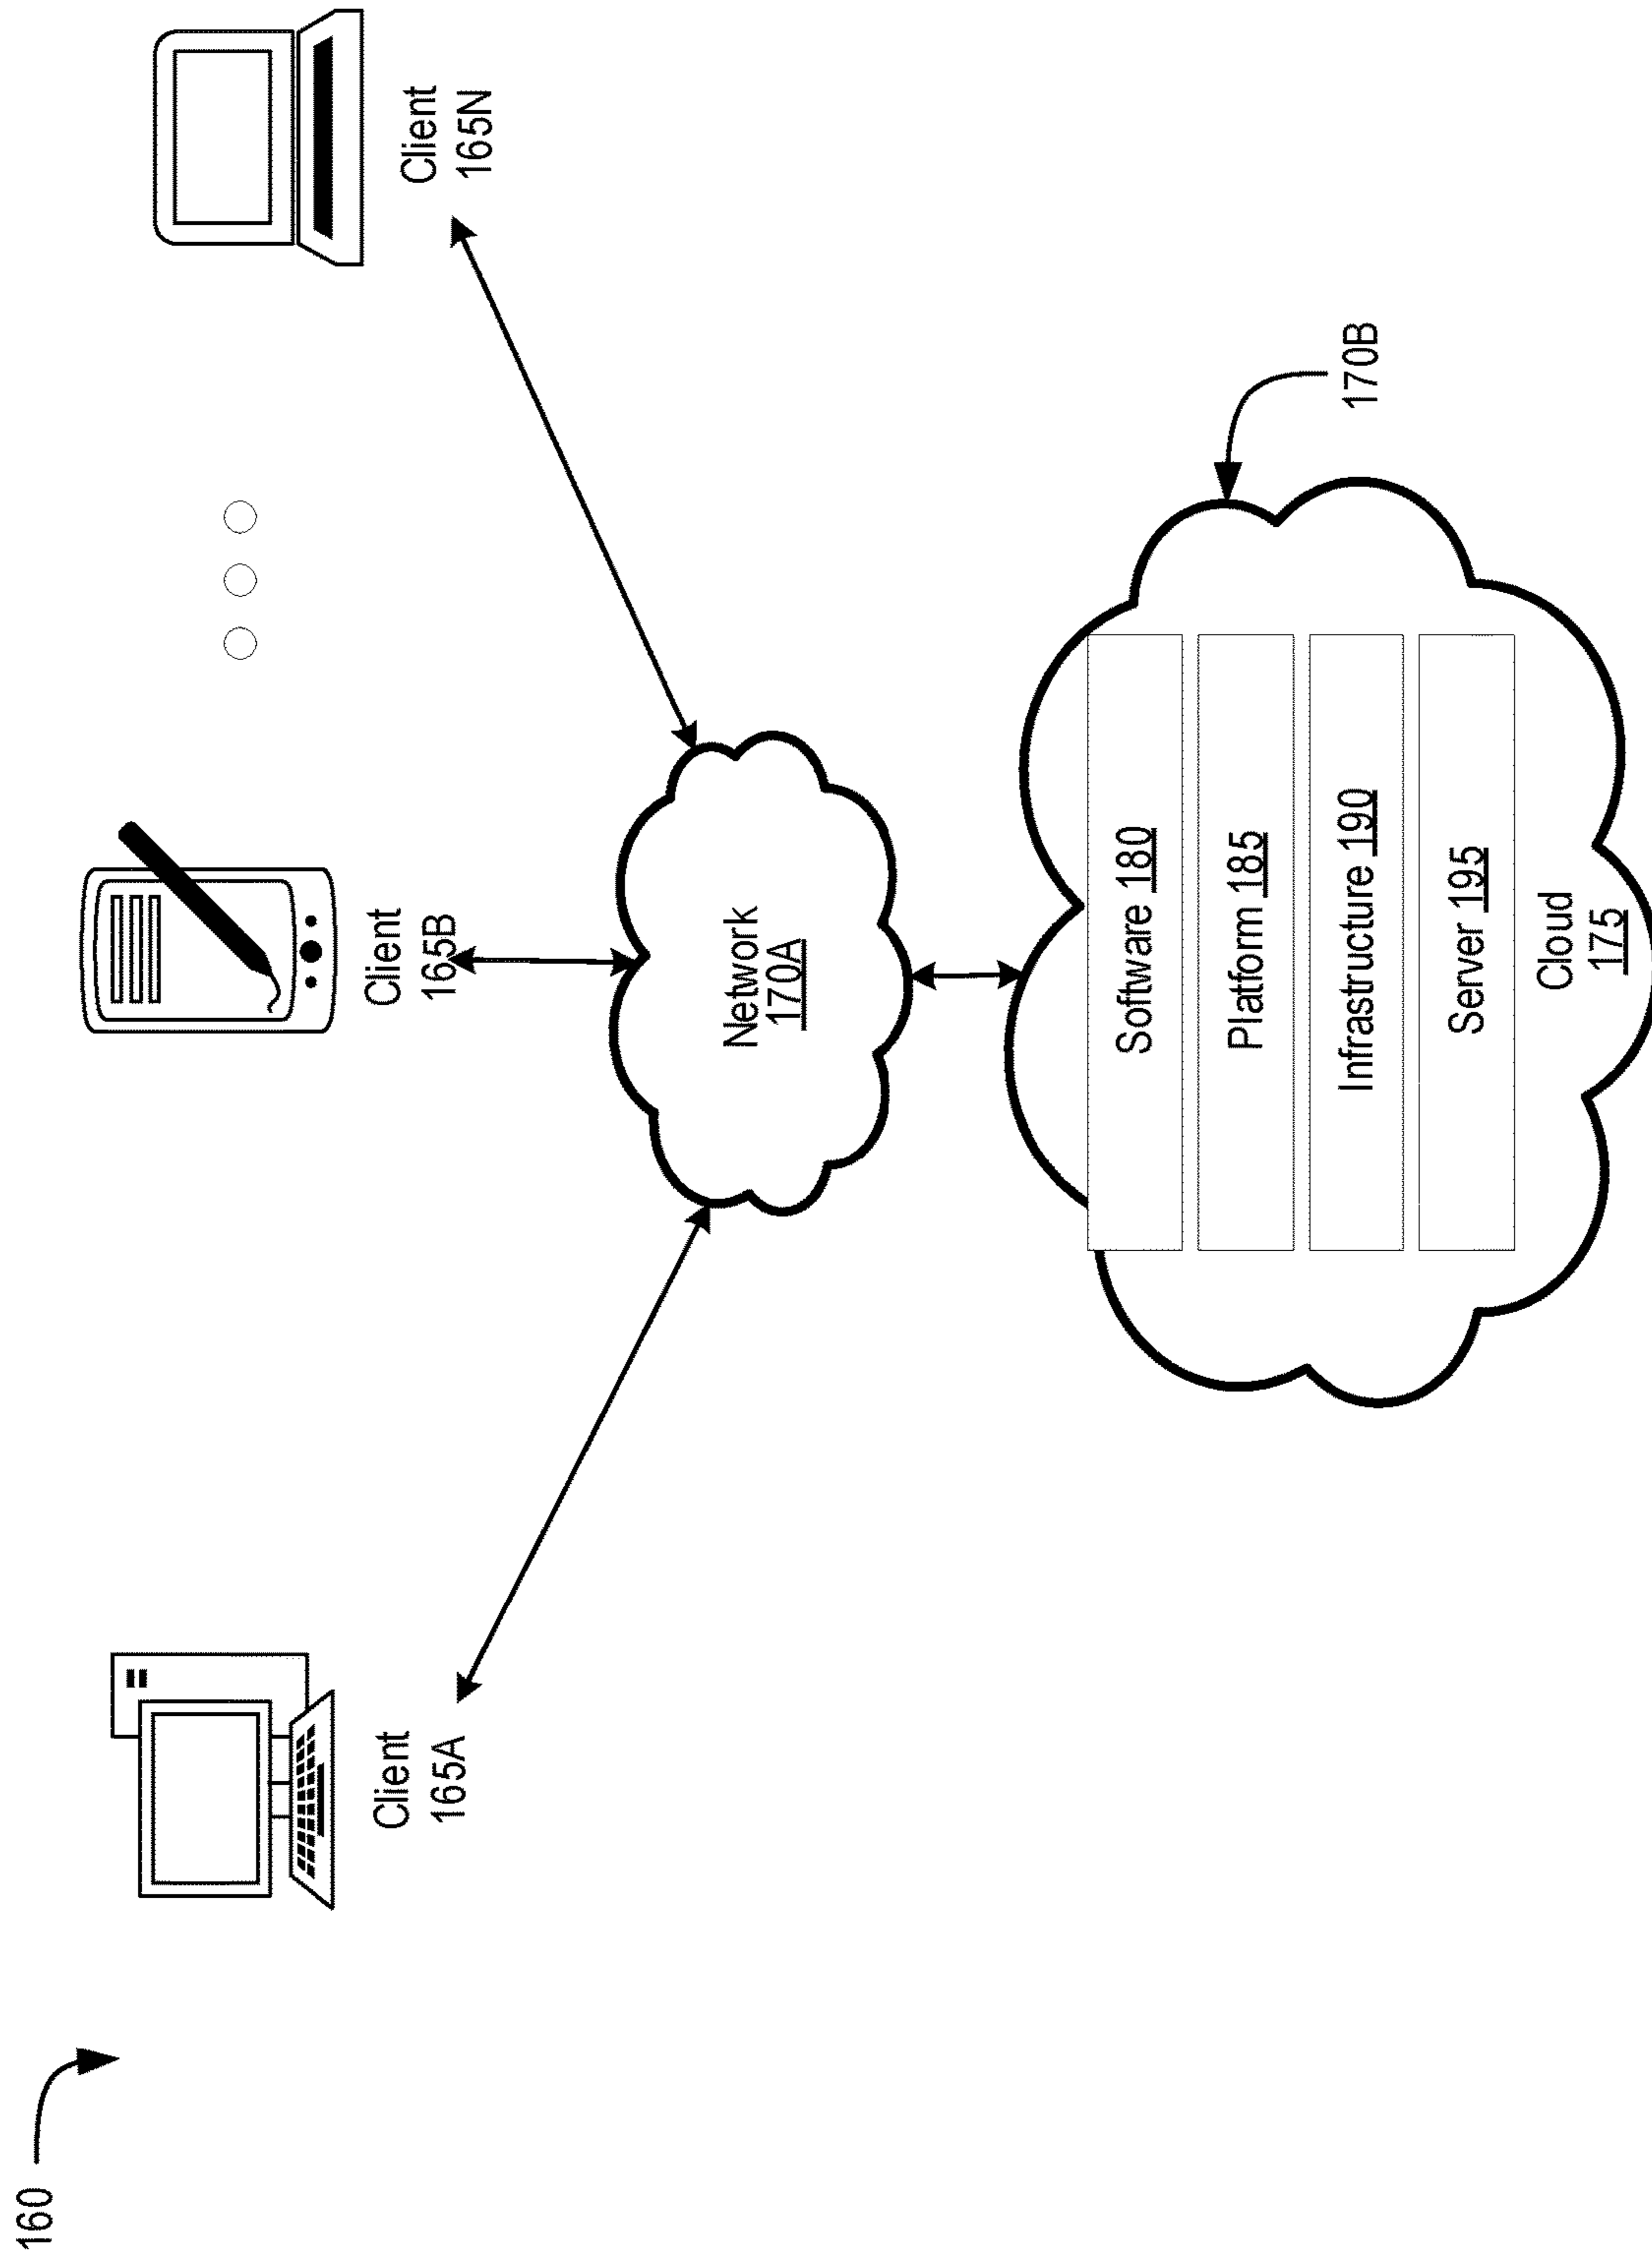 160
Client
165A
Client
165B
Client
165N
Network
170A
170B
Software 180
Platform 185
Infrastructure 190
Server 195
Cloud
175